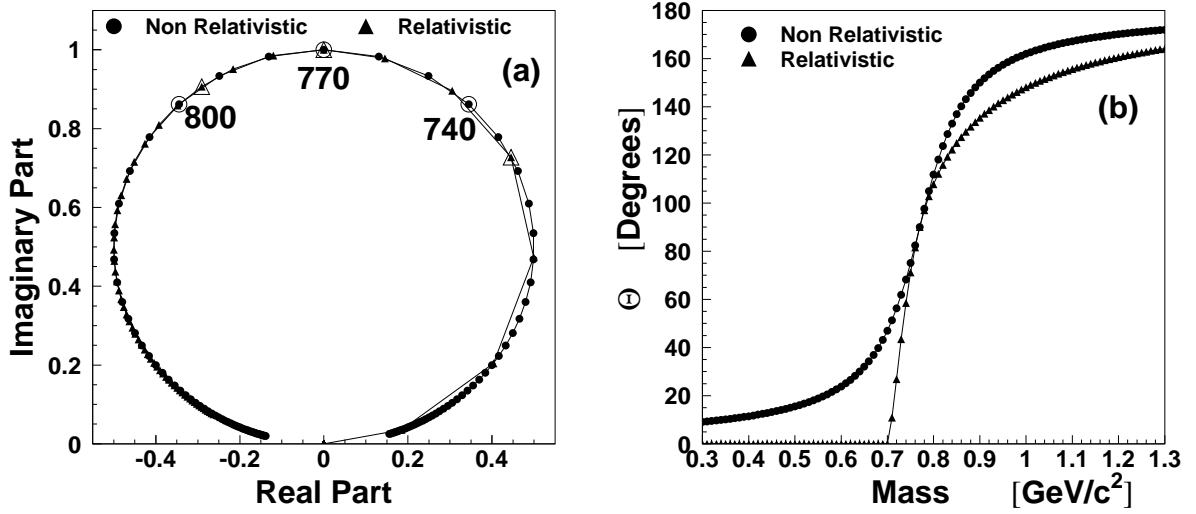 Non Relativistic
Relativistic
(a)
770
800
740
Imaginary Part
1
0.8
0.6
0.4
0.2
0
-0.4 -0.2 0 0.2 0.4
Real Part
Non Relativistic
Relativistic
(b)
Θ [Degrees]
180
160
140
120
100
80
60
40
20
0
0.3 0.4 0.5 0.6 0.7 0.8 0.9 1 1.1 1.2 1.3
Mass [GeV/c²]